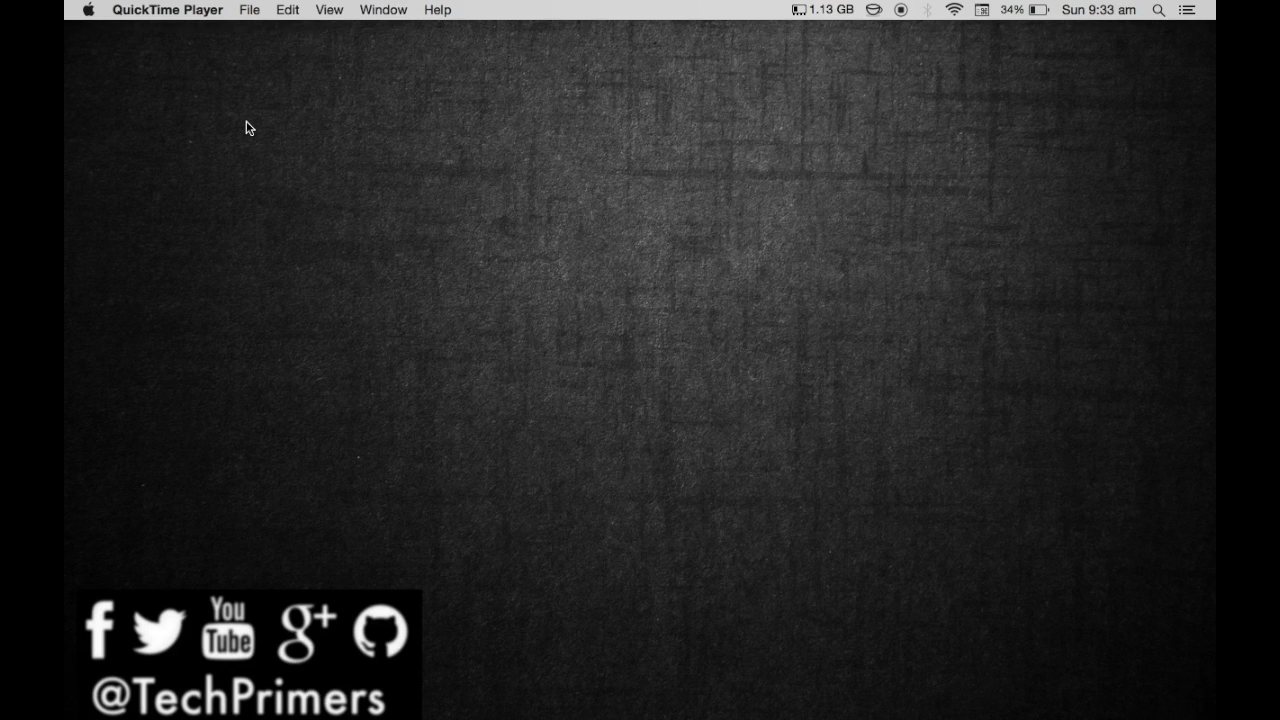 QuickTime Player File Edit View Window Help 1.13 GB 34% Sun 9:33 am
f You Tube g+
@TechPrimers